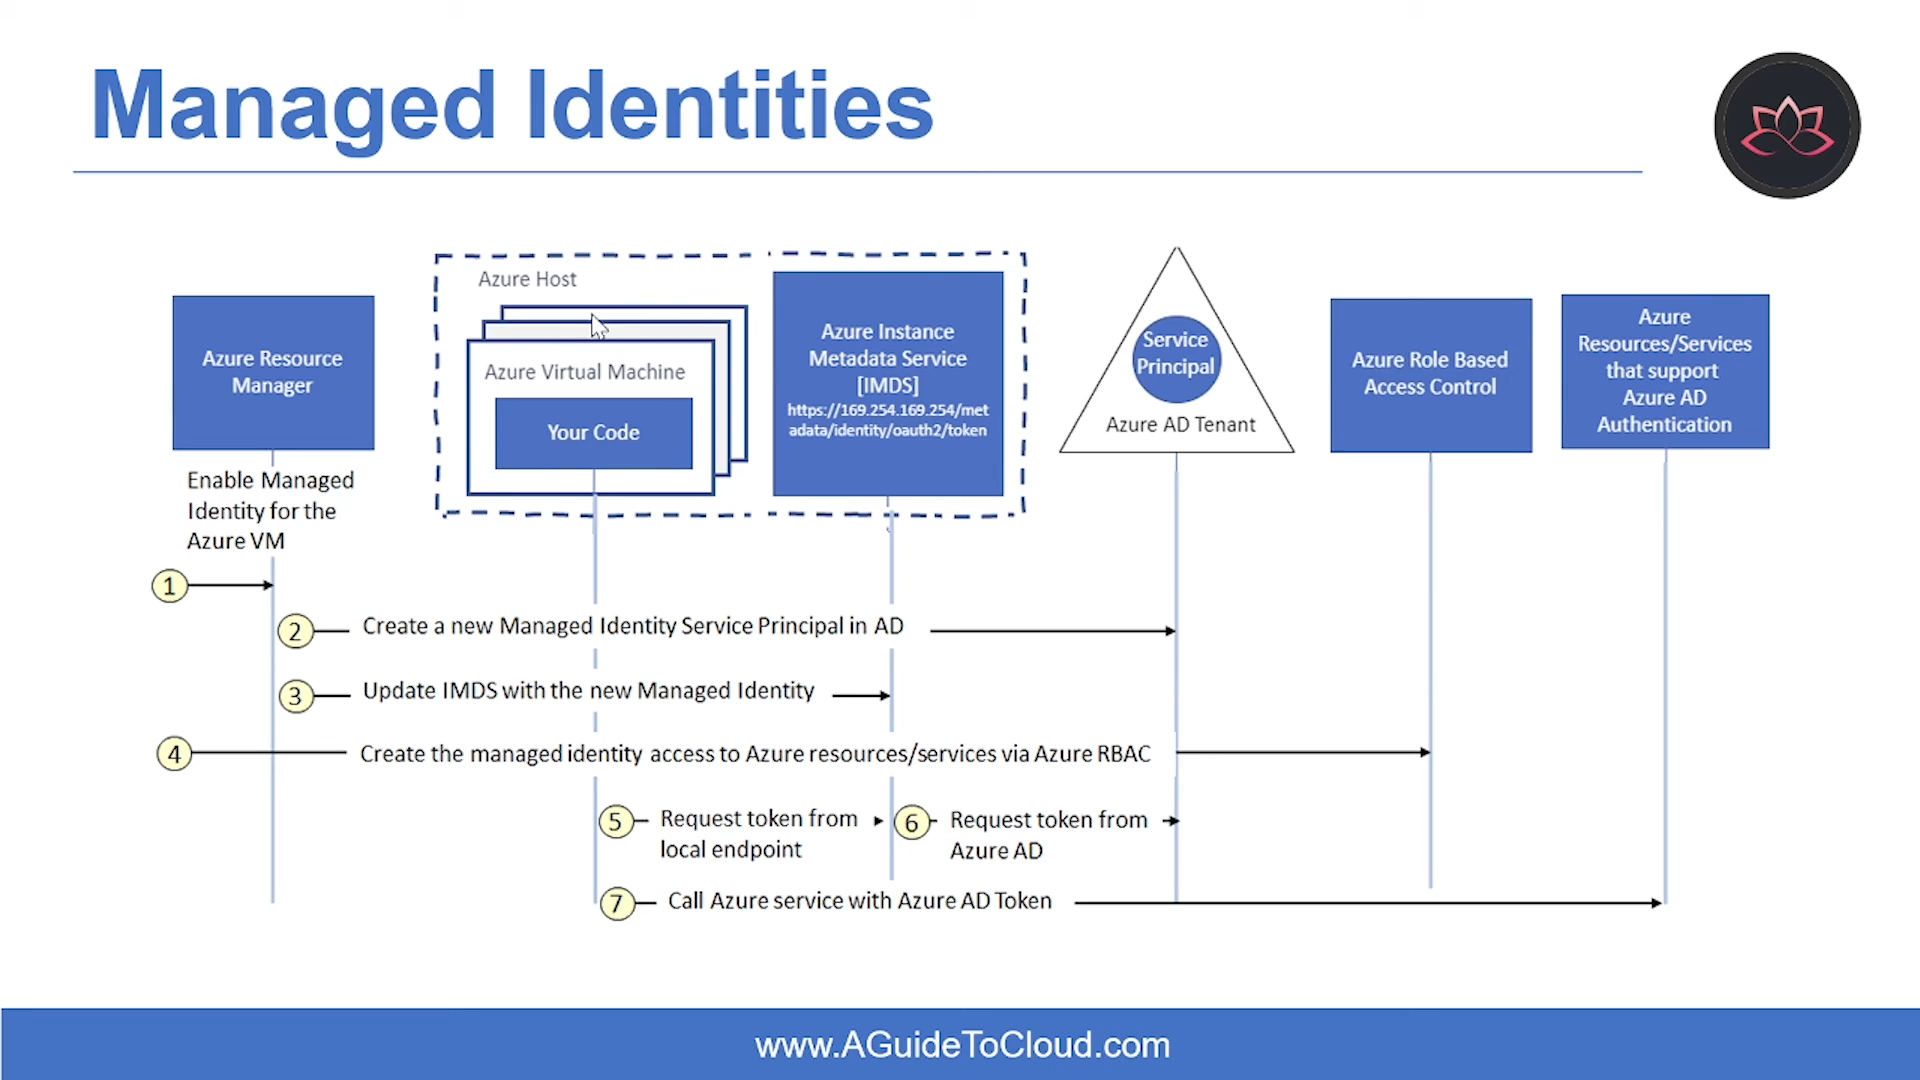 Managed Identities
Azure Resource
Manager
Azure Host
Azure Virtual Machine
Your Code
Azure Instance
Metadata Service
[IMDS]
https://169.254.169.254/met
adata/identity/oauth2/token
Service
Principal
Azure AD Tenant
Azure Role Based
Access Control
Azure
Resources/Services
that support
Azure AD
Authentication
Enable Managed
Identity for the
Azure VM
1
2 Create a new Managed Identity Service Principal in AD
3 Update IMDS with the new Managed Identity
4 Create the managed identity access to Azure resources/services via Azure RBAC
5 Request token from
local endpoint
6 Request token from
Azure AD
7 Call Azure service with Azure AD Token
www.AGuideToCloud.com